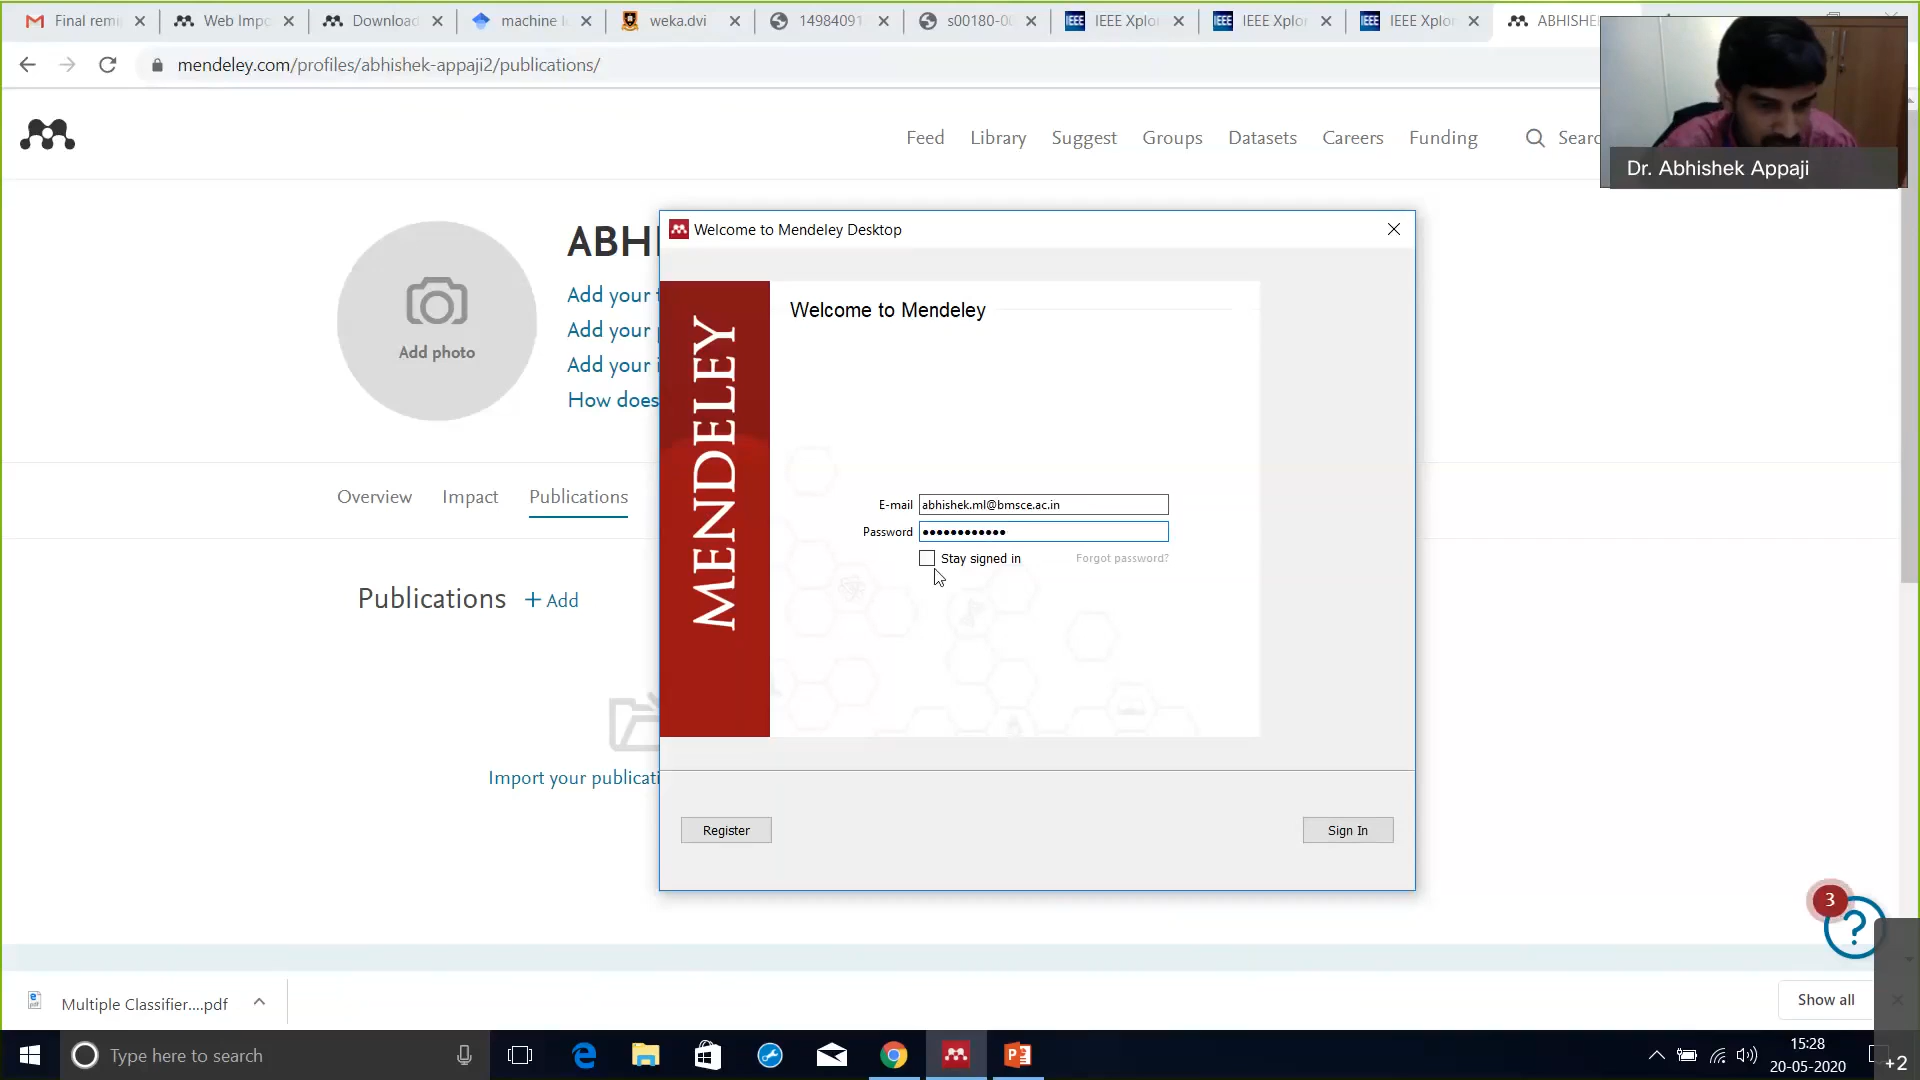 Final rem
Web Imp
Download
machine l
weka.dvi
14984091
s00180-0
IEEE Xplo
IEEE Xplo
IEEE Xplo
ABHISHE
mendeley.com/profiles/abhishek-appaji2/publications/
Feed Library Suggest Groups Datasets Careers Funding Searc
Dr. Abhishek Appaji
Add photo
ABH
Add your
Add your
Add your i
How does
Overview Impact Publications
Publications + Add
Import your publicati
Welcome to Mendeley Desktop
MENDELEY
Welcome to Mendeley
E-mail abhishek.ml@bmsce.ac.in
Password ●●●●●●●●●●●●
Stay signed in Forgot password?
Register Sign In
3
?
Multiple Classifier....pdf
Show all
Type here to search
15:28
20-05-2020
+2